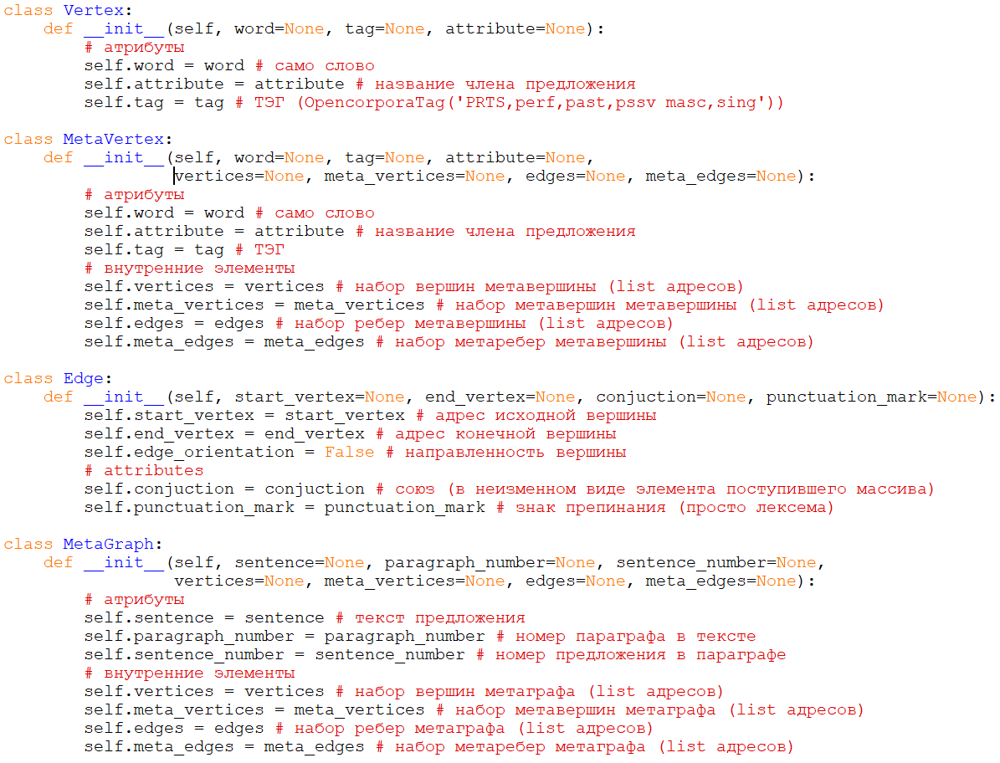 class Vertex:
    def __init__(self, word=None, tag=None, attribute=None):
        # атрибуты
        self.word = word # само слово
        self.attribute = attribute # название члена предложения
        self.tag = tag # ТЭГ (OpencorporaTag('PRTS,perf,past,pssv masc,sing'))

class MetaVertex:
    def __init__(self, word=None, tag=None, attribute=None,
                 vertices=None, meta_vertices=None, edges=None, meta_edges=None):
        # атрибуты
        self.word = word # само слово
        self.attribute = attribute # название члена предложения
        self.tag = tag # ТЭГ
        # внутренние элементы
        self.vertices = vertices # набор вершин метавершины (list адресов)
        self.meta_vertices = meta_vertices # набор метавершин метавершины (list адресов)
        self.edges = edges # набор ребер метавершины (list адресов)
        self.meta_edges = meta_edges # набор метаребер метавершины (list адресов)

class Edge:
    def __init__(self, start_vertex=None, end_vertex=None, conjuction=None, punctuation_mark=None):
        self.start_vertex = start_vertex # адрес исходной вершины
        self.end_vertex = end_vertex # адрес конечной вершины
        self.edge_orientation = False # направленность вершины
        # attributes
        self.conjuction = conjuction # союз (в неизменном виде элемента поступившего массива)
        self.punctuation_mark = punctuation_mark # знак препинания (просто лексема)

class MetaGraph:
    def __init__(self, sentence=None, paragraph_number=None, sentence_number=None,
                 vertices=None, meta_vertices=None, edges=None, meta_edges=None):
        # атрибуты
        self.sentence = sentence # текст предложения
        self.paragraph_number = paragraph_number # номер параграфа в тексте
        self.sentence_number = sentence_number # номер предложения в параграфе
        # внутренние элементы
        self.vertices = vertices # набор вершин метаграфа (list адресов)
        self.meta_vertices = meta_vertices # набор метавершин метаграфа (list адресов)
        self.edges = edges # набор ребер метаграфа (list адресов)
        self.meta_edges = meta_edges # набор метаребер метаграфа (list адресов)